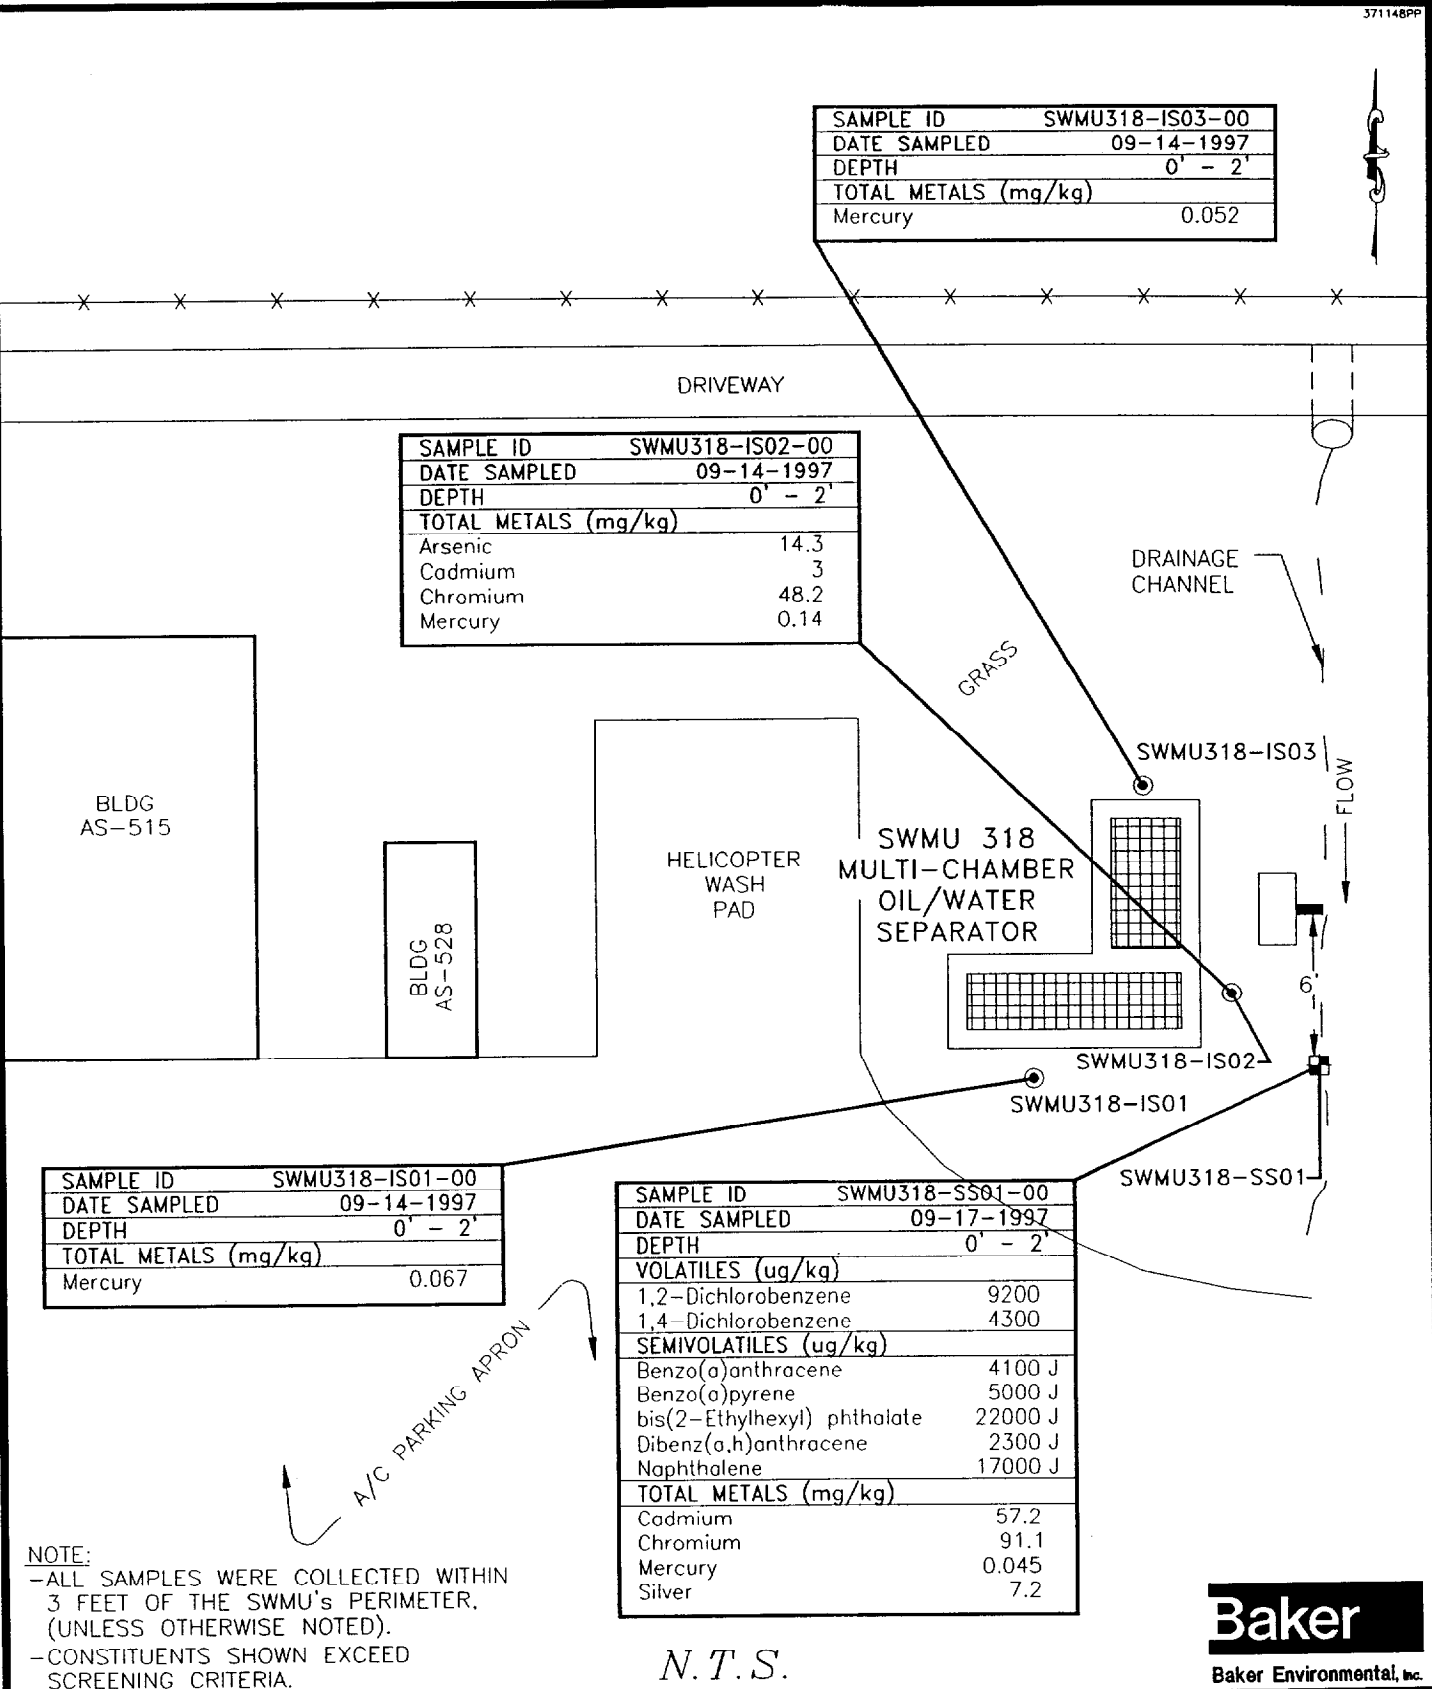 371148PP
SAMPLE ID SWMU318-IS03-00
DATE SAMPLED 09-14-1997
DEPTH 0' - 2'
TOTAL METALS (mg/kg)
Mercury 0.052
DRIVEWAY
SAMPLE ID SWMU318-IS02-00
DATE SAMPLED 09-14-1997
DEPTH 0' - 2'
TOTAL METALS (mg/kg)
Arsenic 14.3
Cadmium 3
Chromium 48.2
Mercury 0.14
DRAINAGE
CHANNEL
GRASS
SWMU318-IS03
FLOW
BLDG
AS-515
BLDG
AS-528
HELICOPTER
WASH
PAD
SWMU 318
MULTI-CHAMBER
OIL/WATER
SEPARATOR
6'
SWMU318-IS02
SWMU318-IS01
SWMU318-SS01
SAMPLE ID SWMU318-IS01-00
DATE SAMPLED 09-14-1997
DEPTH 0' - 2'
TOTAL METALS (mg/kg)
Mercury 0.067
SAMPLE ID SWMU318-SS01-00
DATE SAMPLED 09-17-1997
DEPTH 0' - 2'
VOLATILES (ug/kg)
1,2-Dichlorobenzene 9200
1,4-Dichlorobenzene 4300
SEMIVOLATILES (ug/kg)
Benzo(a)anthracene 4100 J
Benzo(a)pyrene 5000 J
bis(2-Ethylhexyl) phthalate 22000 J
Dibenz(a,h)anthracene 2300 J
Naphthalene 17000 J
TOTAL METALS (mg/kg)
Cadmium 57.2
Chromium 91.1
Mercury 0.045
Silver 7.2
A/C PARKING APRON
NOTE:
-ALL SAMPLES WERE COLLECTED WITHIN
3 FEET OF THE SWMU's PERIMETER,
(UNLESS OTHERWISE NOTED).
-CONSTITUENTS SHOWN EXCEED
SCREENING CRITERIA.
N.T.S.
Baker
Baker Environmental, Inc.